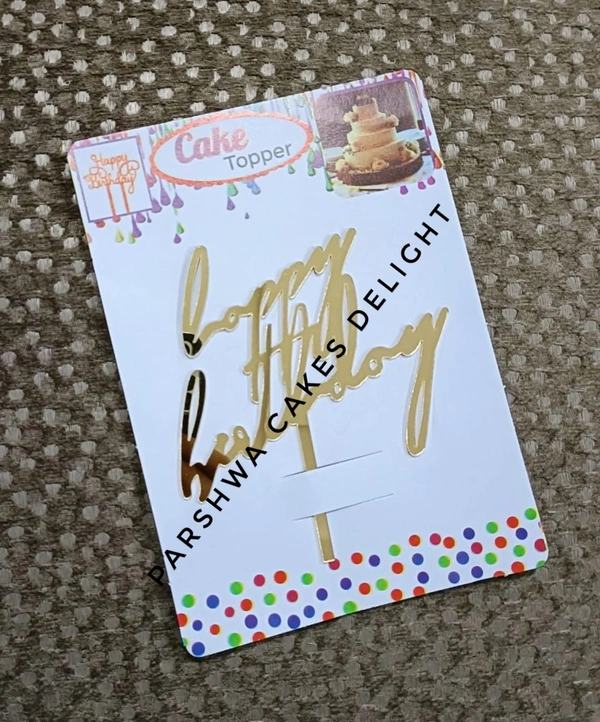 Happy
Birthday
Cake
Topper
happy
birthday
PARSHWA CAKES DELIGHT